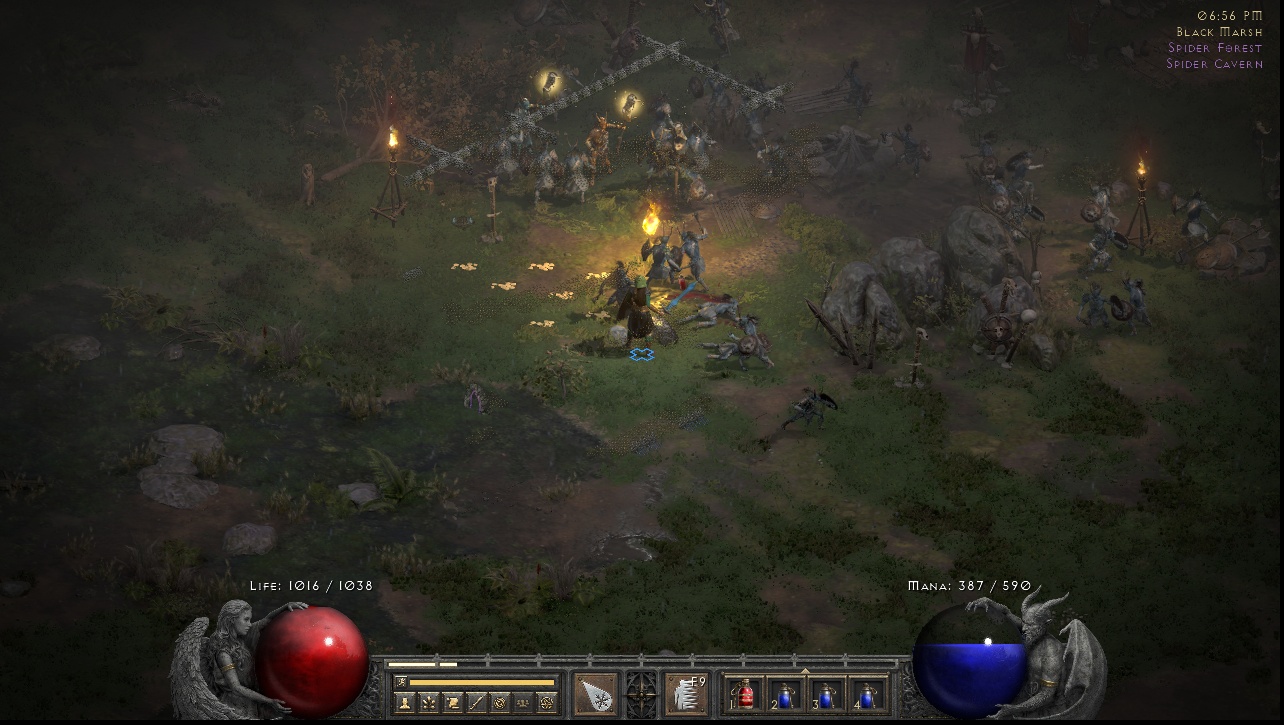 06:56 PM
Black Marsh
Spider Forest
Spider Cavern
Life: 1016 / 1038
Mana: 387 / 590
F9
1 2 3 4